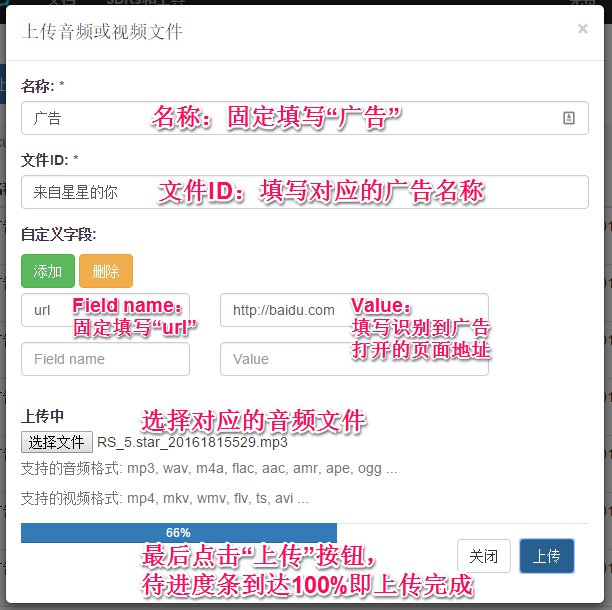 上传音频或视频文件 ×
名称: *
广告 名称：固定填写“广告”
文件ID: *
来自星星的你 文件ID：填写对应的广告名称
自定义字段:
添加 删除
url Field name：
固定填写“url”
http://baidu.com Value：
填写识别到广告
打开的页面地址
Field name Value
上传中 选择对应的音频文件
选择文件 RS_5.star_20161815529.mp3
支持的音频格式: mp3, wav, m4a, flac, aac, amr, ape, ogg ...
支持的视频格式: mp4, mkv, wmv, flv, ts, avi ...
66%
最后点击“上传”按钮，
待进度条到达100%即上传完成
关闭 上传